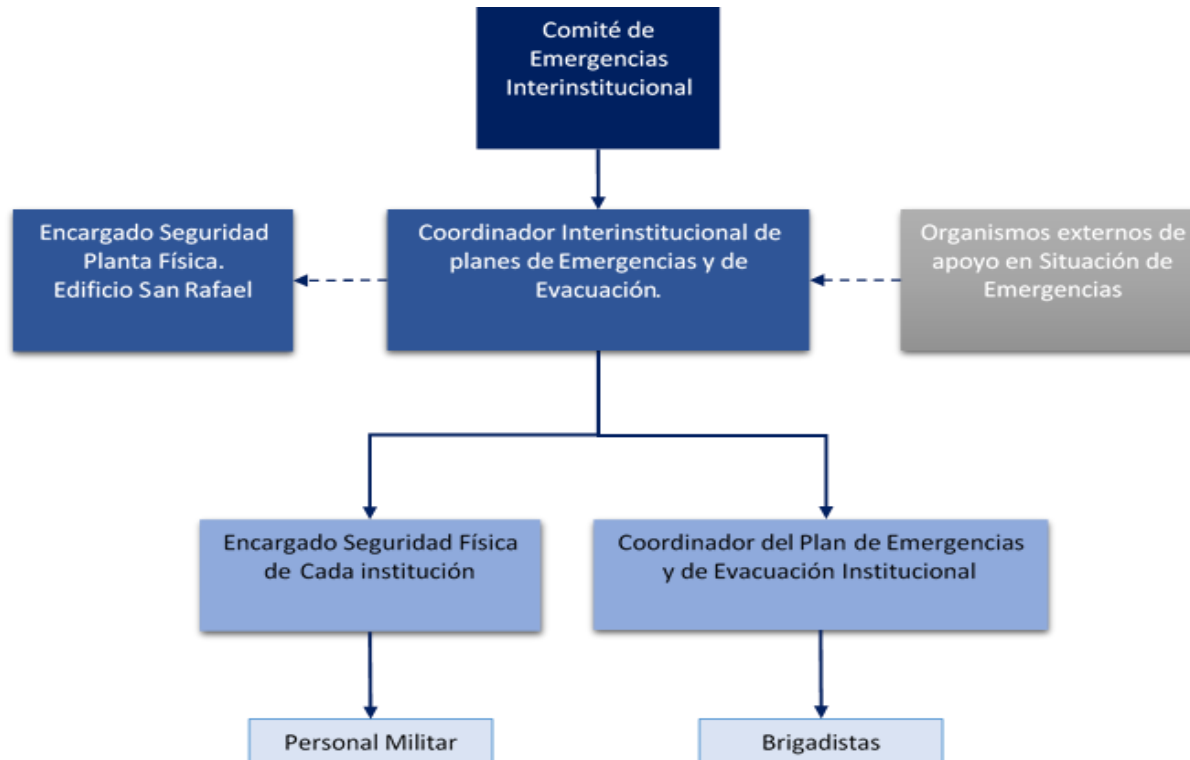 Comité de
Emergencias
Interinstitucional
Encargado Seguridad
Planta Física.
Edificio San Rafael
Coordinador Interinstitucional de
planes de Emergencias y de
Evacuación.
Organismos externos de
apoyo en Situación de
Emergencias
Encargado Seguridad Física
de Cada institución
Coordinador del Plan de Emergencias
y de Evacuación Institucional
Personal Militar
Brigadistas